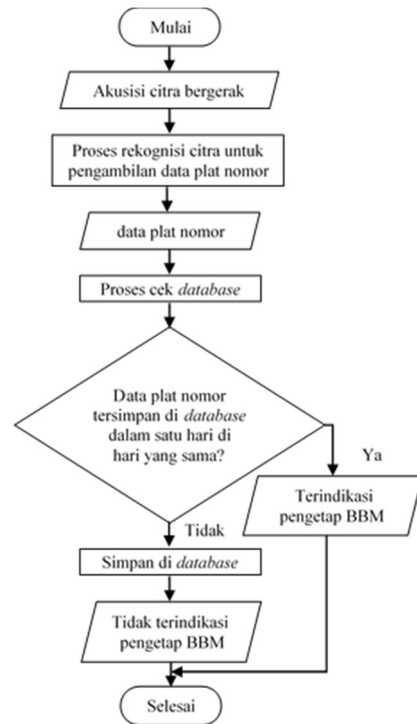 Mulai
Akusisi citra bergerak
Proses rekognisi citra untuk
pengambilan data plat nomor
data plat nomor
Proses cek database
Data plat nomor
tersimpan di database
dalam satu hari di
hari yang sama?
Ya
Terindikasi
pengetap BBM
Tidak
Simpan di database
Tidak terindikasi
pengetap BBM
Selesai